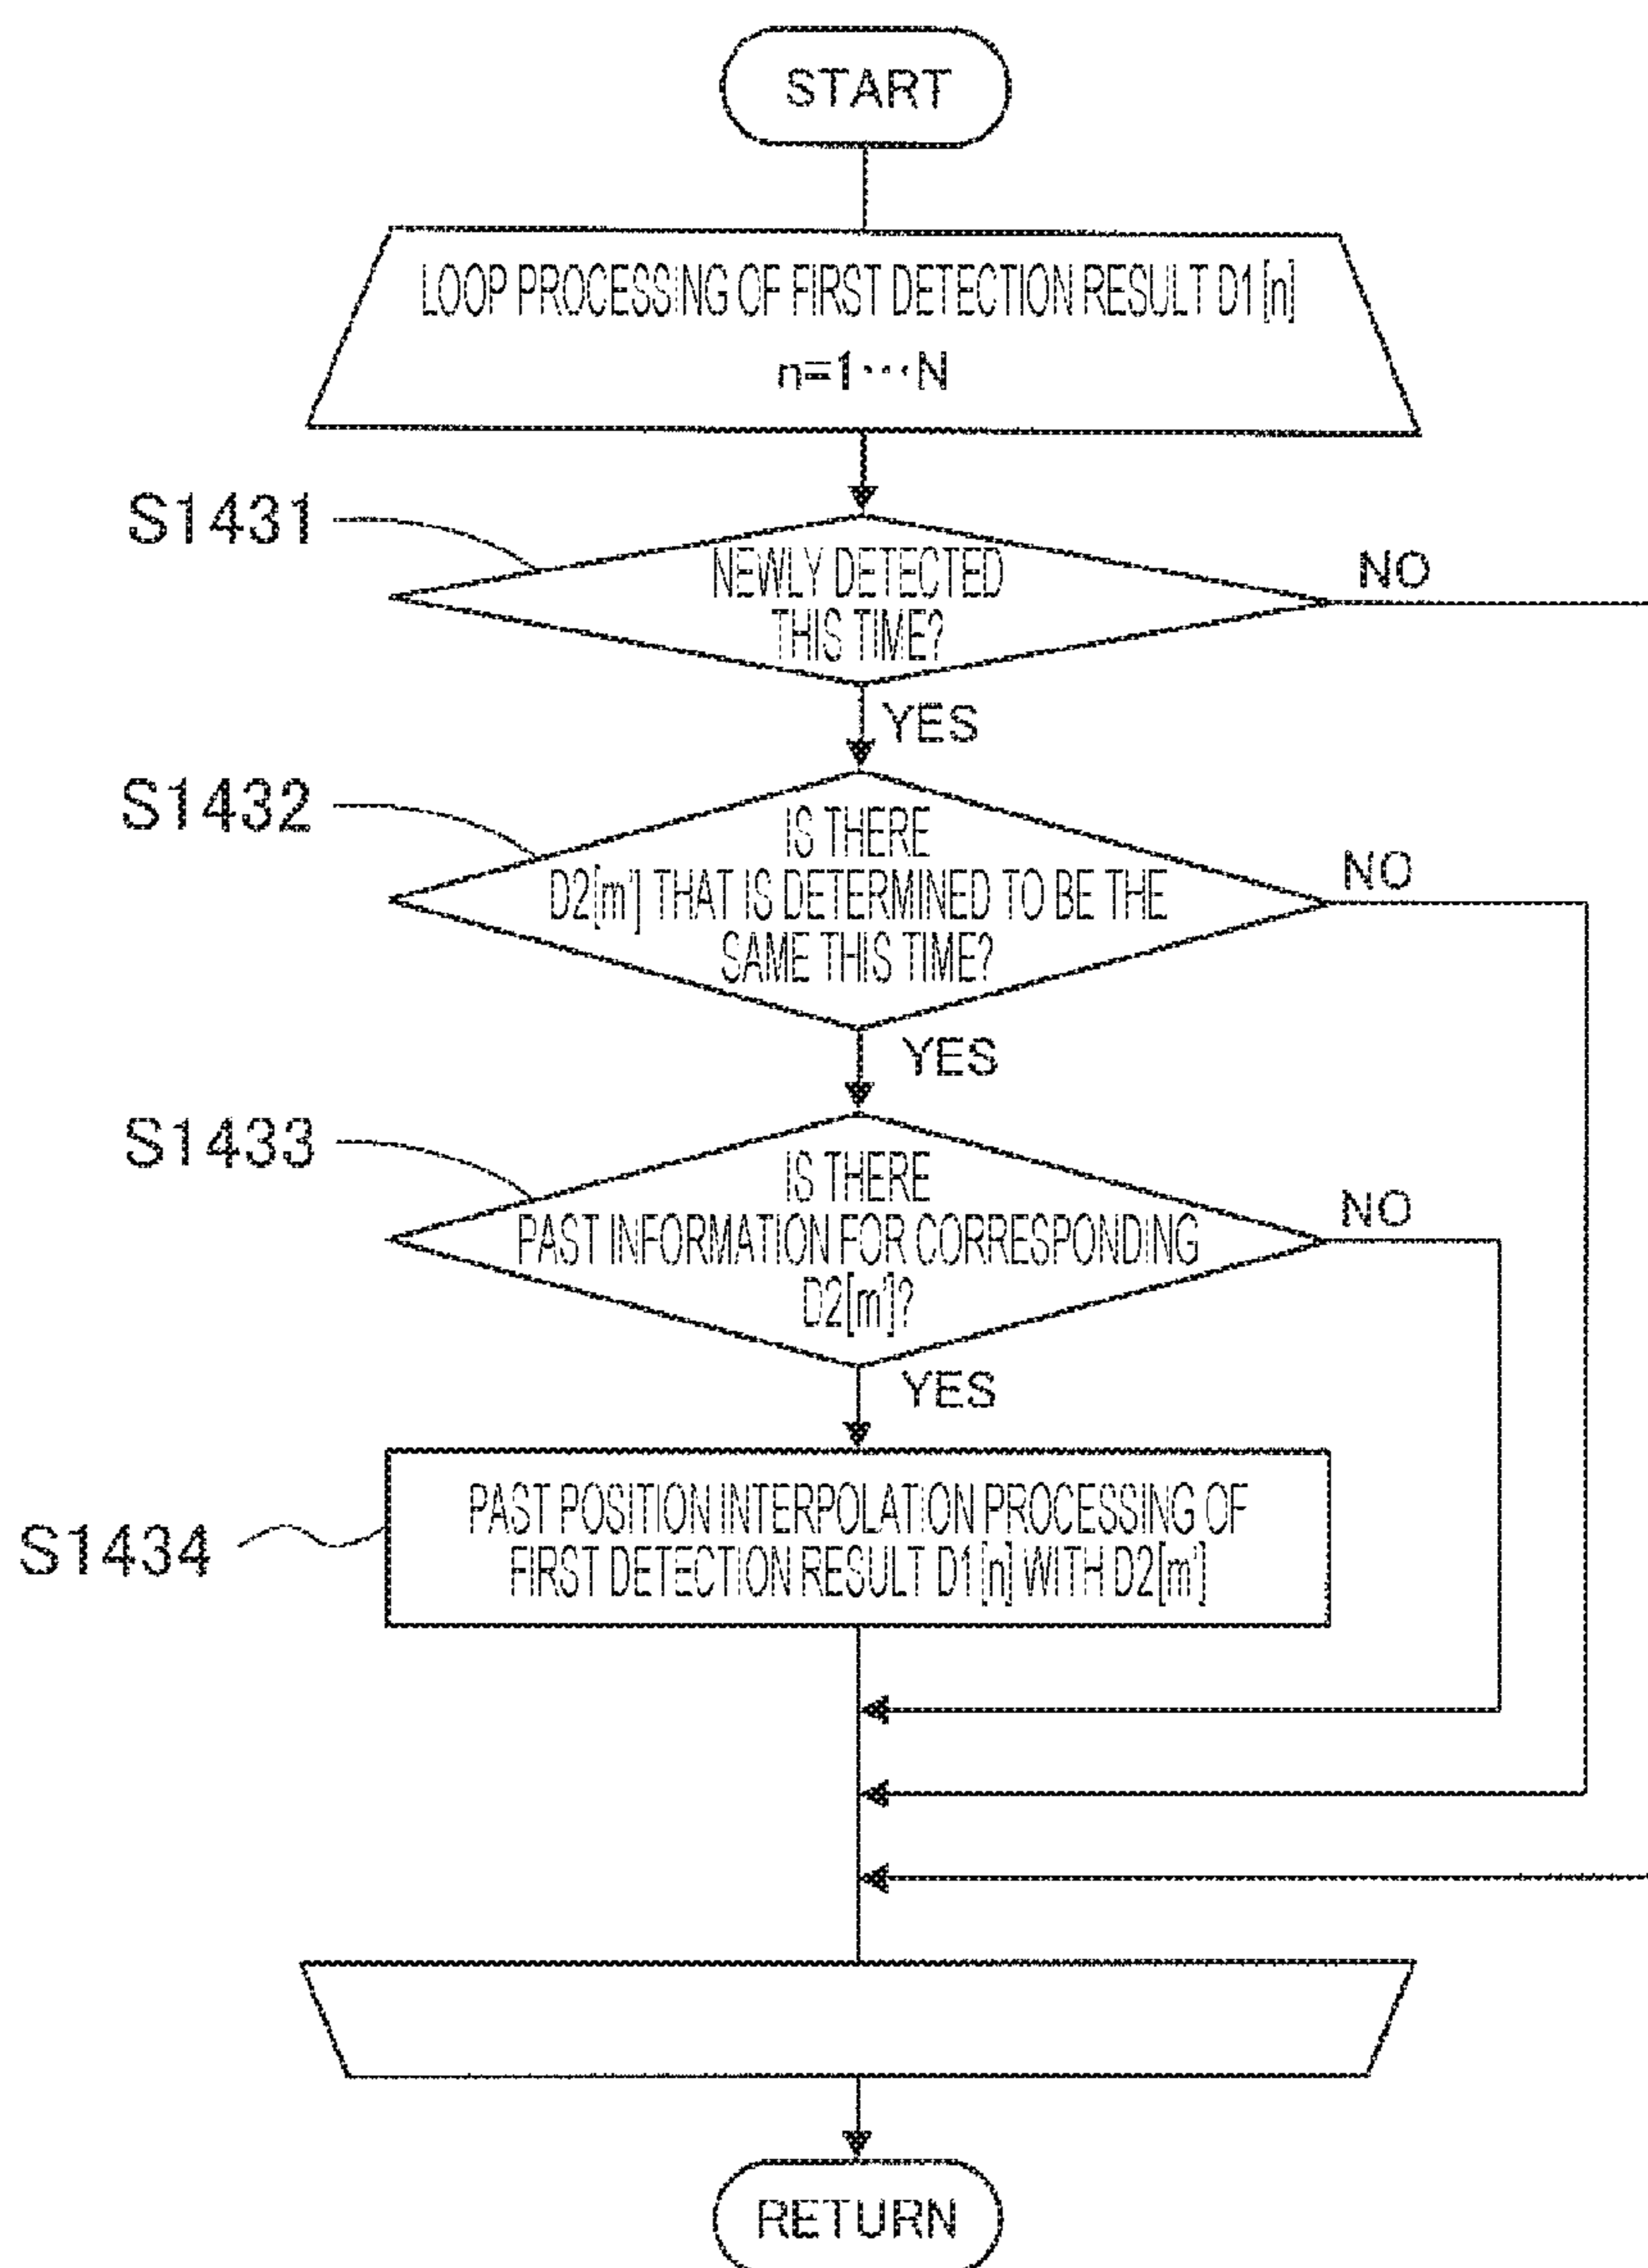 START
LOOP PROCESSING OF FIRST DETECTION RESULT D1[n]
n=1…N
S1431
NEWLY DETECTED
THIS TIME?
NO
YES
S1432
IS THERE
D2[m'] THAT IS DETERMINED TO BE THE
SAME THIS TIME?
NO
YES
S1433
IS THERE
PAST INFORMATION FOR CORRESPONDING
D2[m']?
NO
YES
S1434
PAST POSITION INTERPOLATION PROCESSING OF
FIRST DETECTION RESULT D1[n] WITH D2[m']
RETURN